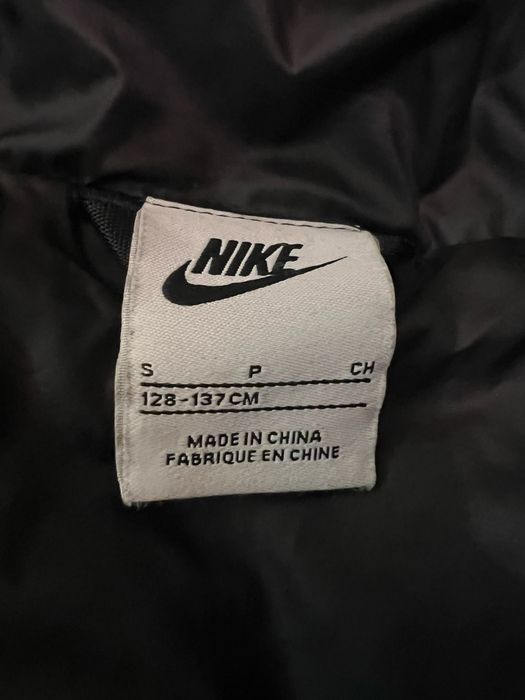 NIKE
S P CH
128-137CM
MADE IN CHINA
FABRIQUE EN CHINE